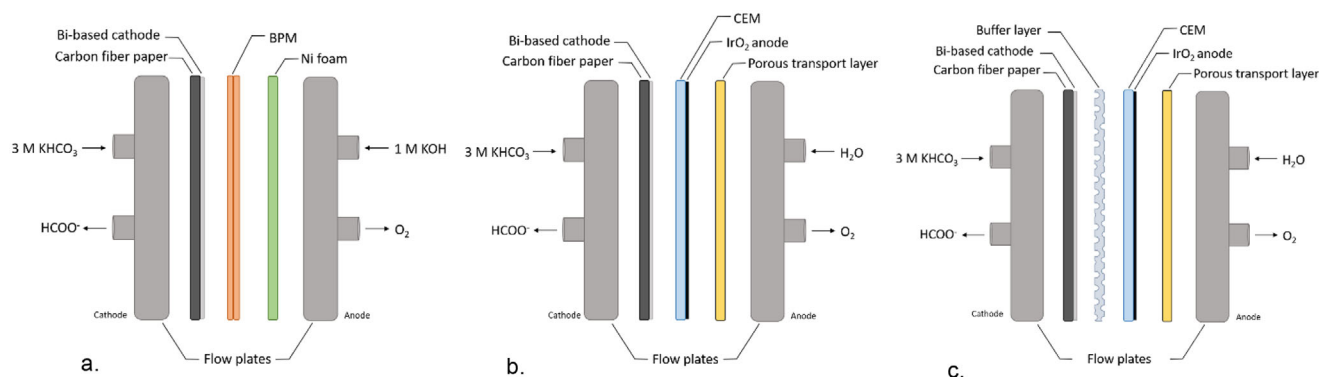 Bi-based cathode
Carbon fiber paper
BPM
Ni foam
3 M KHCO₃
1 M KOH
HCOO⁻
O₂
Cathode
Anode
Flow plates
a.
CEM
Bi-based cathode
IrO₂ anode
Carbon fiber paper
Porous transport layer
3 M KHCO₃
H₂O
HCOO⁻
O₂
Cathode
Anode
Flow plates
b.
Buffer layer
CEM
Bi-based cathode
IrO₂ anode
Carbon fiber paper
Porous transport layer
3 M KHCO₃
H₂O
HCOO⁻
O₂
Cathode
Anode
Flow plates
c.